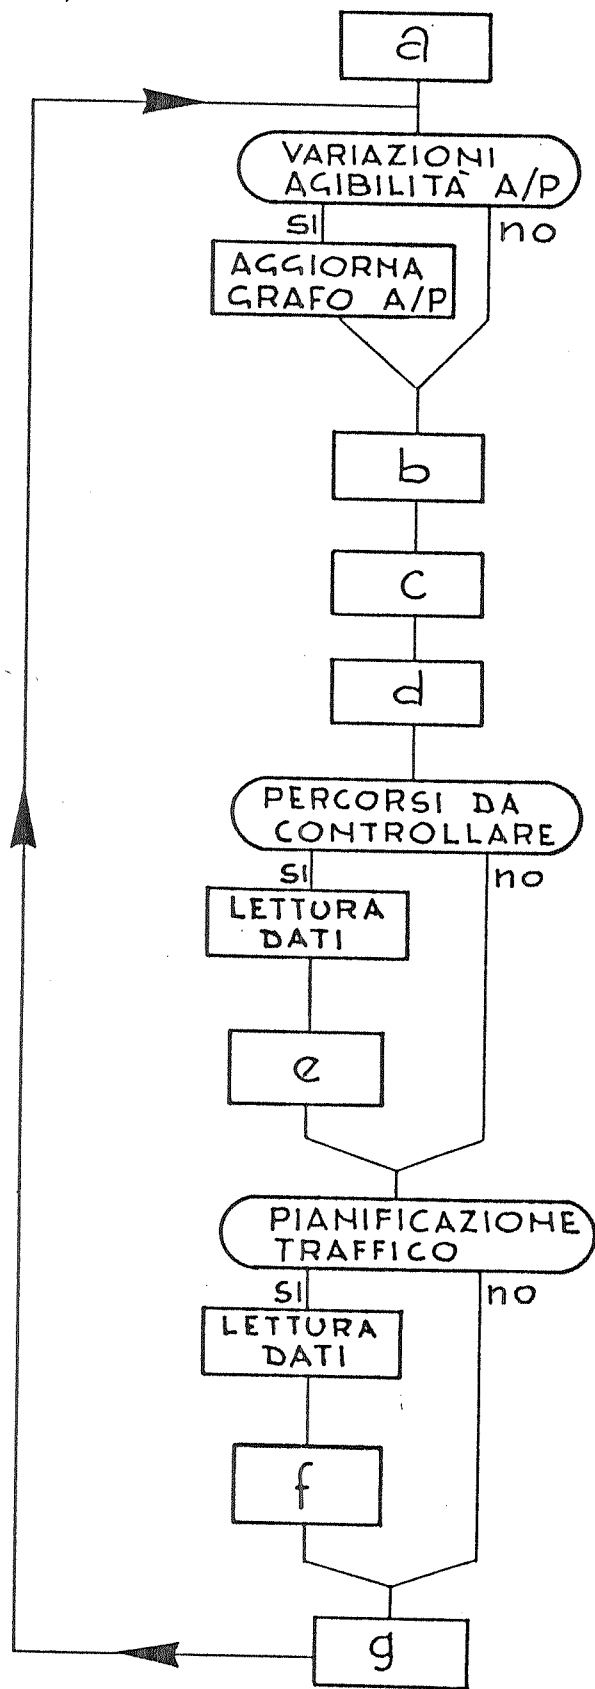 a
VARIAZIONI
AGIBILITÀ A/P
SI
no
AGGIORNA
GRAFO A/P
b
c
d
PERCORSI DA
CONTROLLARE
SI
no
LETTURA
DATI
e
PIANIFICAZIONE
TRAFFICO
SI
no
LETTURA
DATI
f
g